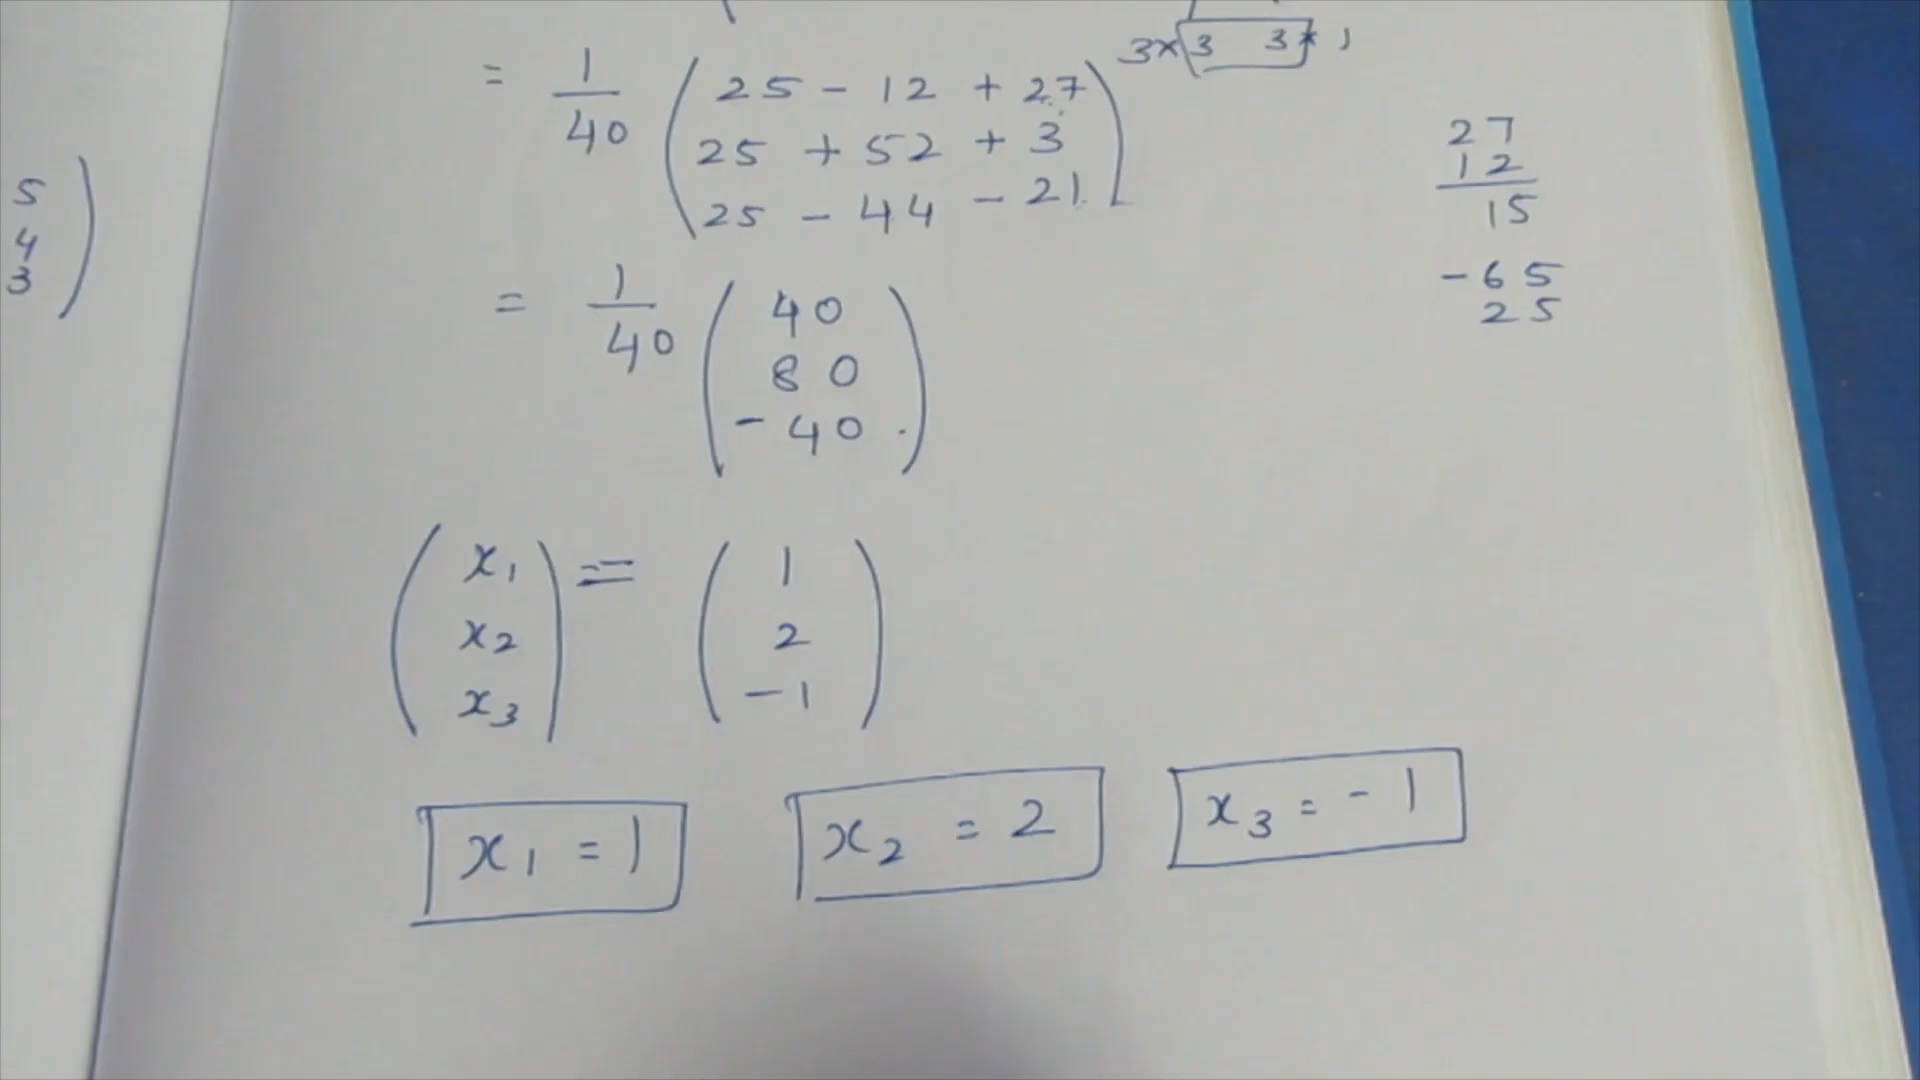 5
4
3
3×3 3×1
= 1/40 ( 25 - 12 + 27
25 + 52 + 3
25 - 44 - 21 )
27
12
15
-65
25
= 1/40 ( 40
80
-40 )
( x₁
x₂
x₃ ) = ( 1
2
-1 )
x₁ = 1
x₂ = 2
x₃ = -1